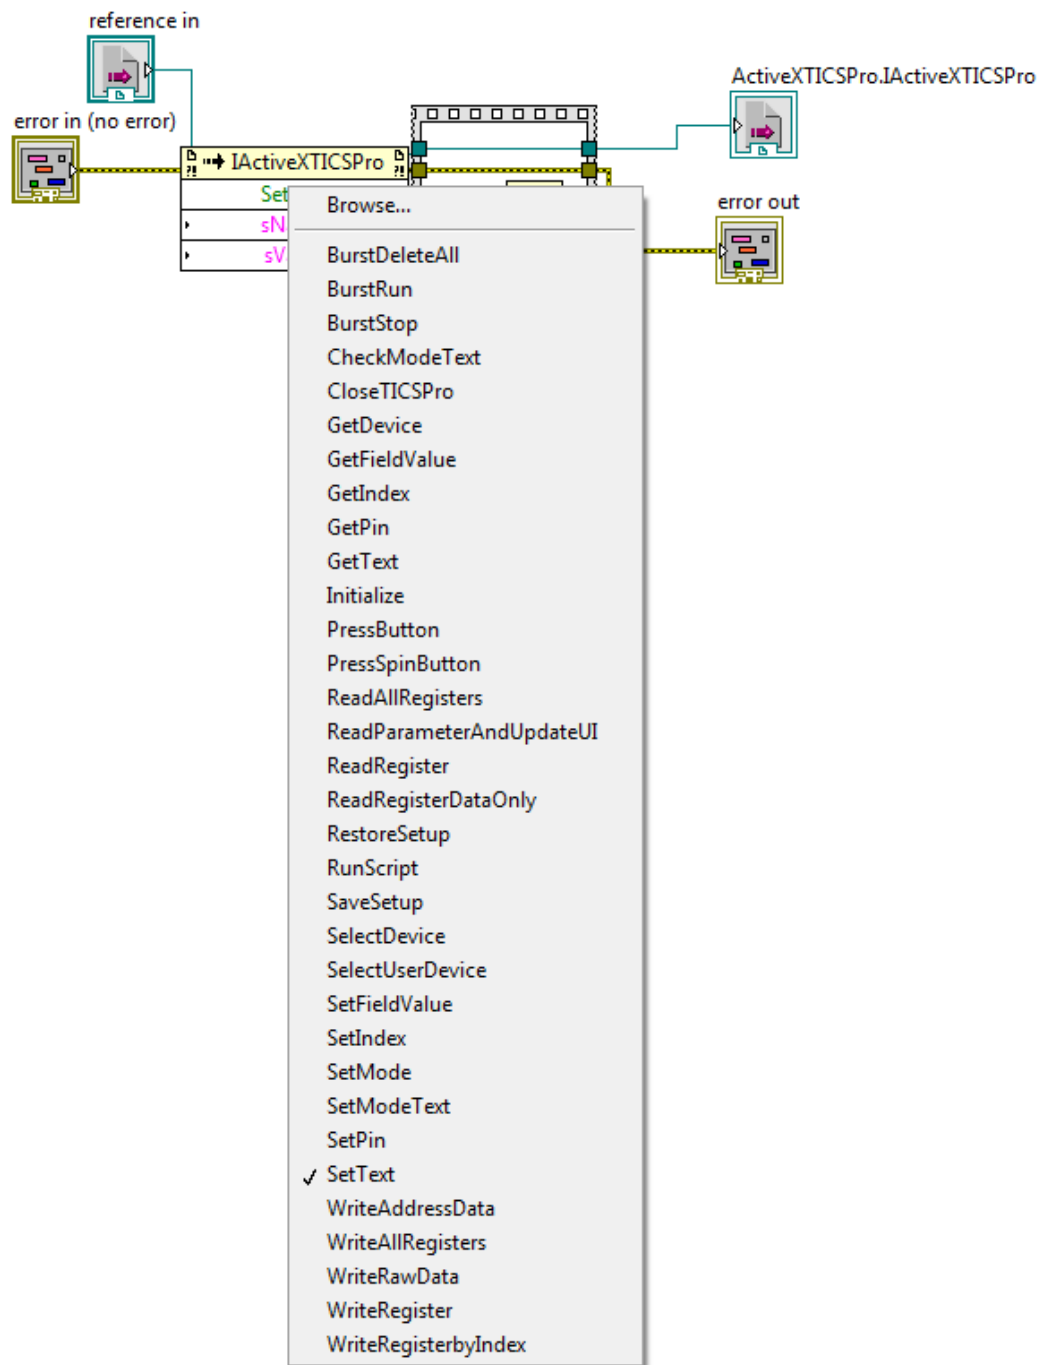 reference in
ActiveXTICSPro.IActiveXTICSPro
error in (no error)
IActiveXTICSPro
error out
Set
sN
sV
Browse...
BurstDeleteAll
BurstRun
BurstStop
CheckModeText
CloseTICSPro
GetDevice
GetFieldValue
GetIndex
GetPin
GetText
Initialize
PressButton
PressSpinButton
ReadAllRegisters
ReadParameterAndUpdateUI
ReadRegister
ReadRegisterDataOnly
RestoreSetup
RunScript
SaveSetup
SelectDevice
SelectUserDevice
SetFieldValue
SetIndex
SetMode
SetModeText
SetPin
SetText
WriteAddressData
WriteAllRegisters
WriteRawData
WriteRegister
WriteRegisterbyIndex